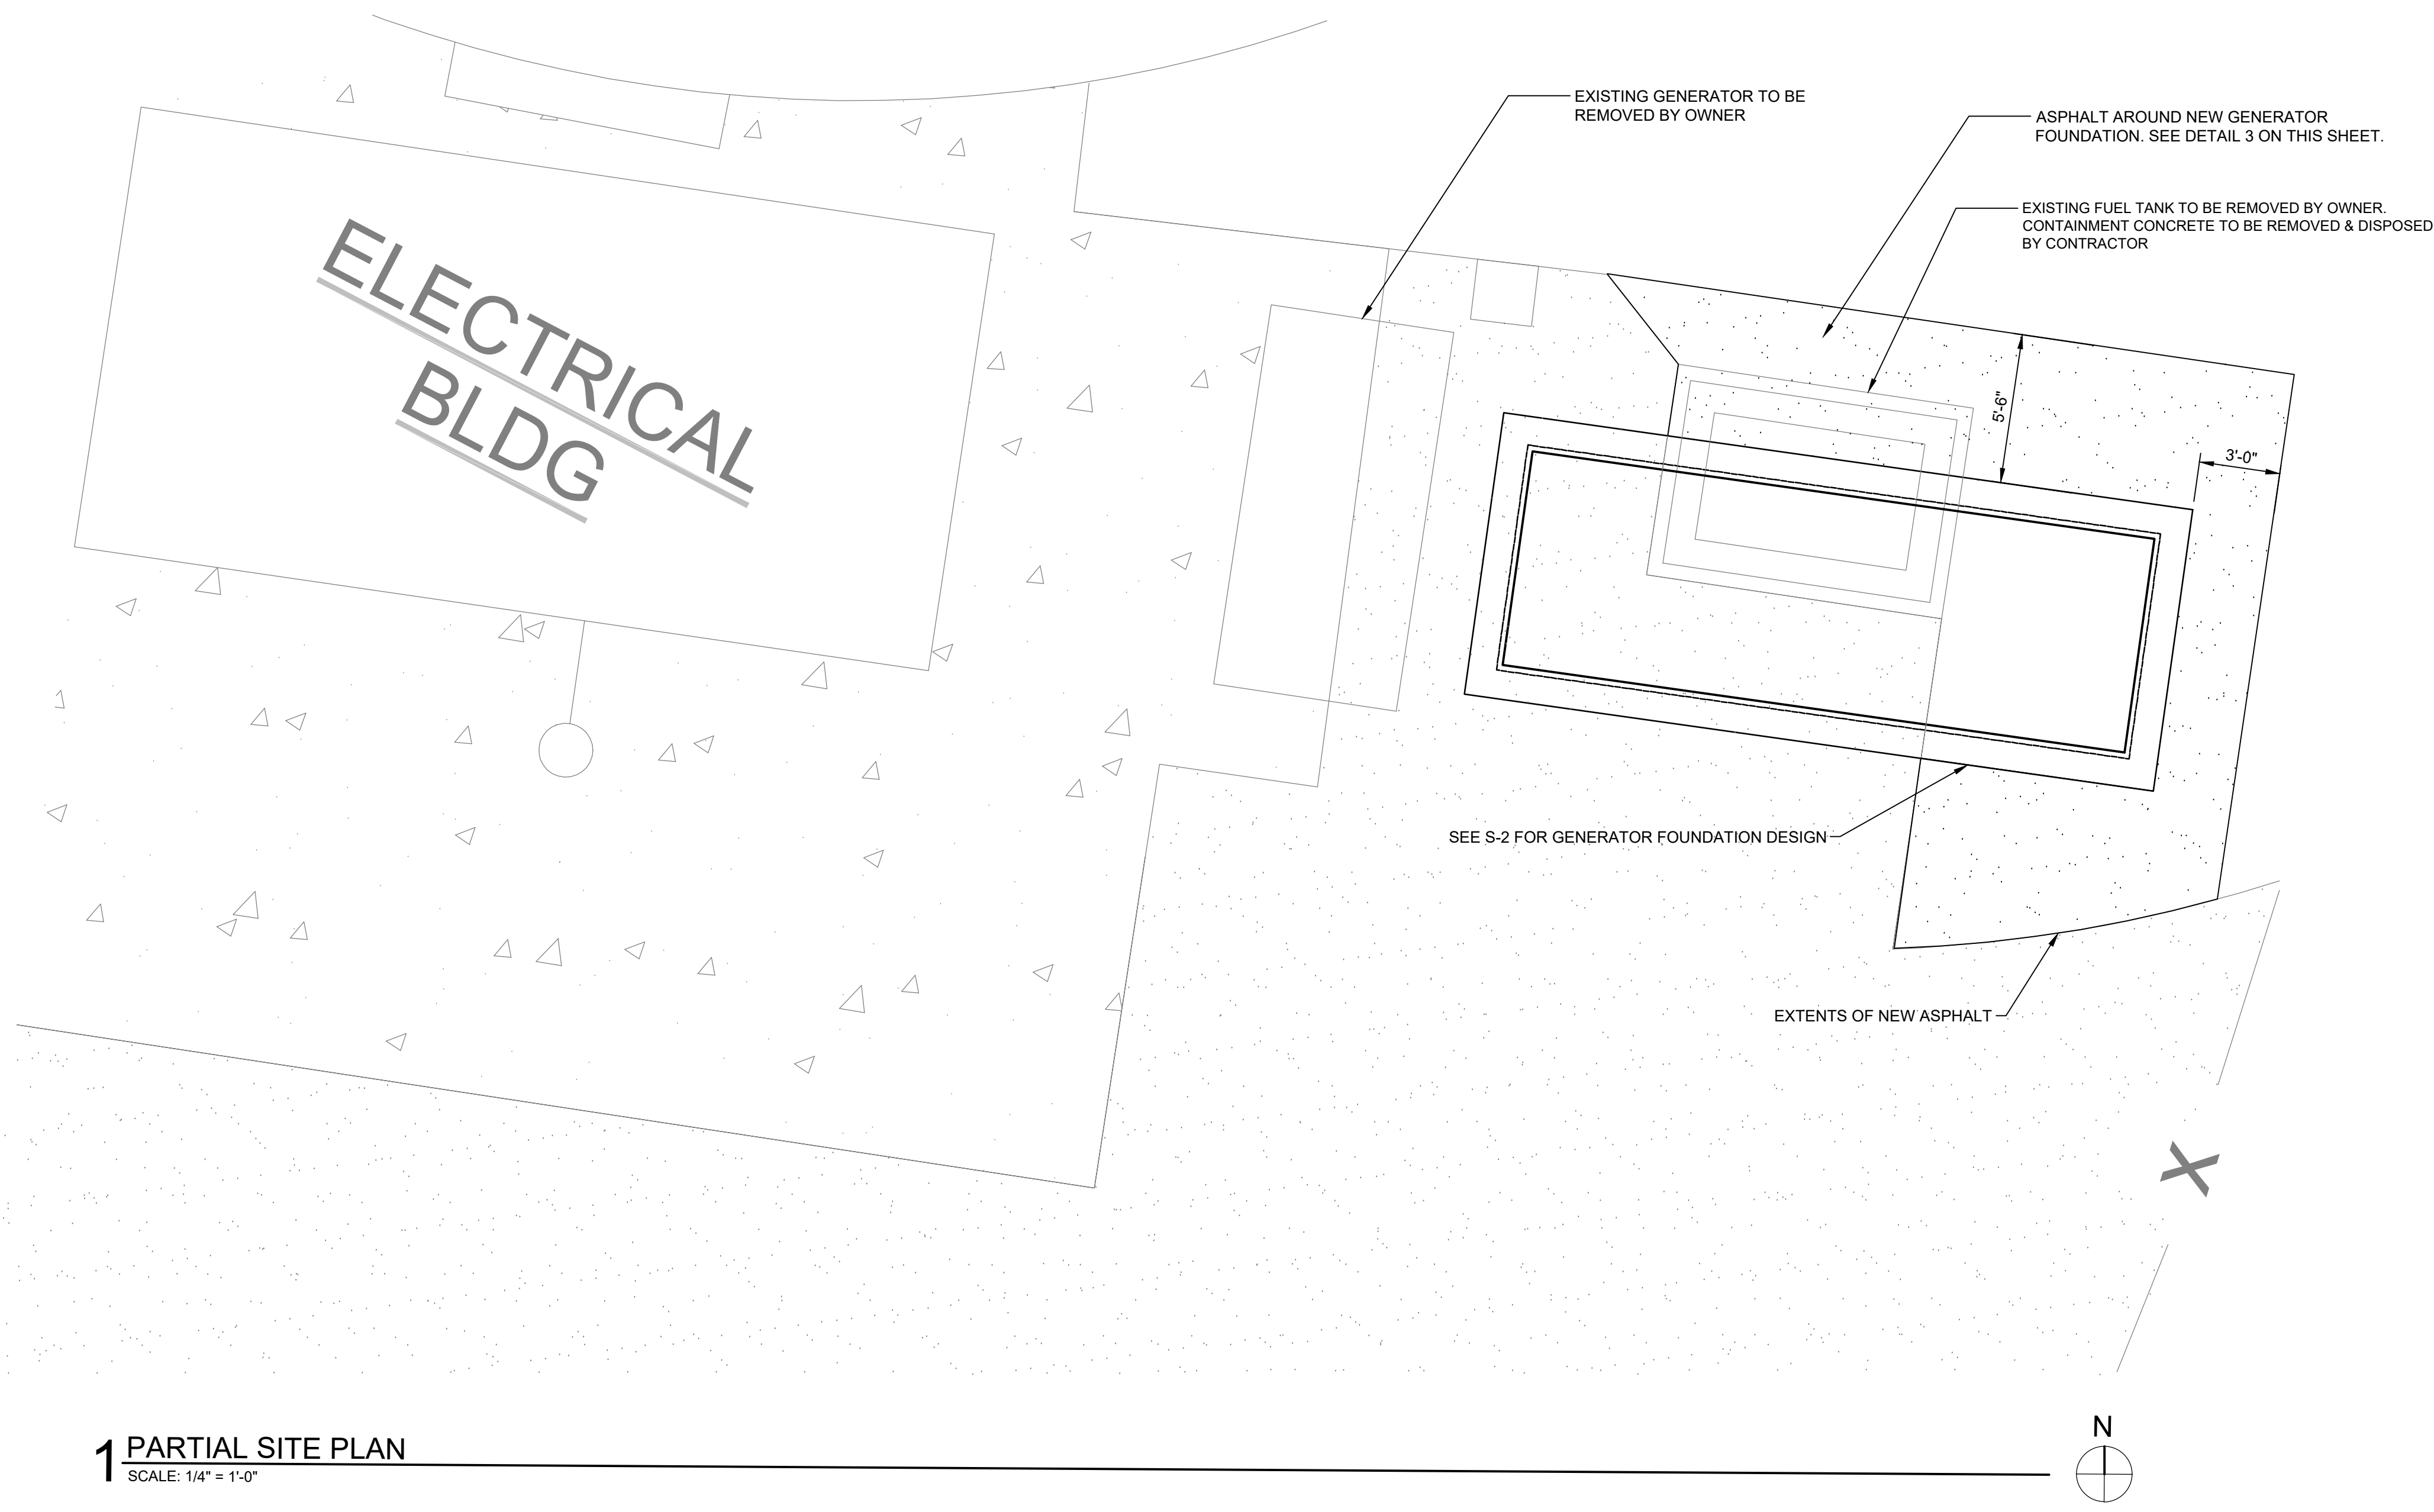 EXISTING GENERATOR TO BE
REMOVED BY OWNER
ASPHALT AROUND NEW GENERATOR
FOUNDATION. SEE DETAIL 3 ON THIS SHEET.
EXISTING FUEL TANK TO BE REMOVED BY OWNER.
CONTAINMENT CONCRETE TO BE REMOVED & DISPOSED
BY CONTRACTOR
ELECTRICAL
BLDG
5'-6"
3'-0"
SEE S-2 FOR GENERATOR FOUNDATION DESIGN
EXTENTS OF NEW ASPHALT
X
N
1 PARTIAL SITE PLAN
SCALE: 1/4" = 1'-0"